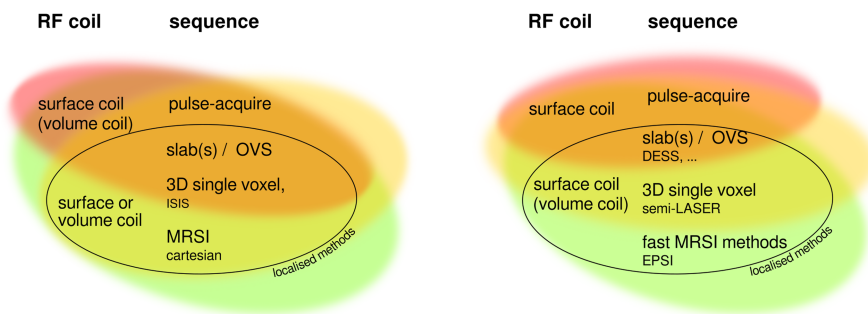 RF coil sequence
surface coil
(volume coil)
pulse-acquire
slab(s) / OVS
3D single voxel,
ISIS
surface or
volume coil
MRSI
cartesian
localised methods
RF coil sequence
surface coil
pulse-acquire
slab(s) / OVS
DESS, ...
surface coil
(volume coil)
3D single voxel
semi-LASER
fast MRSI methods
EPSI
localised methods